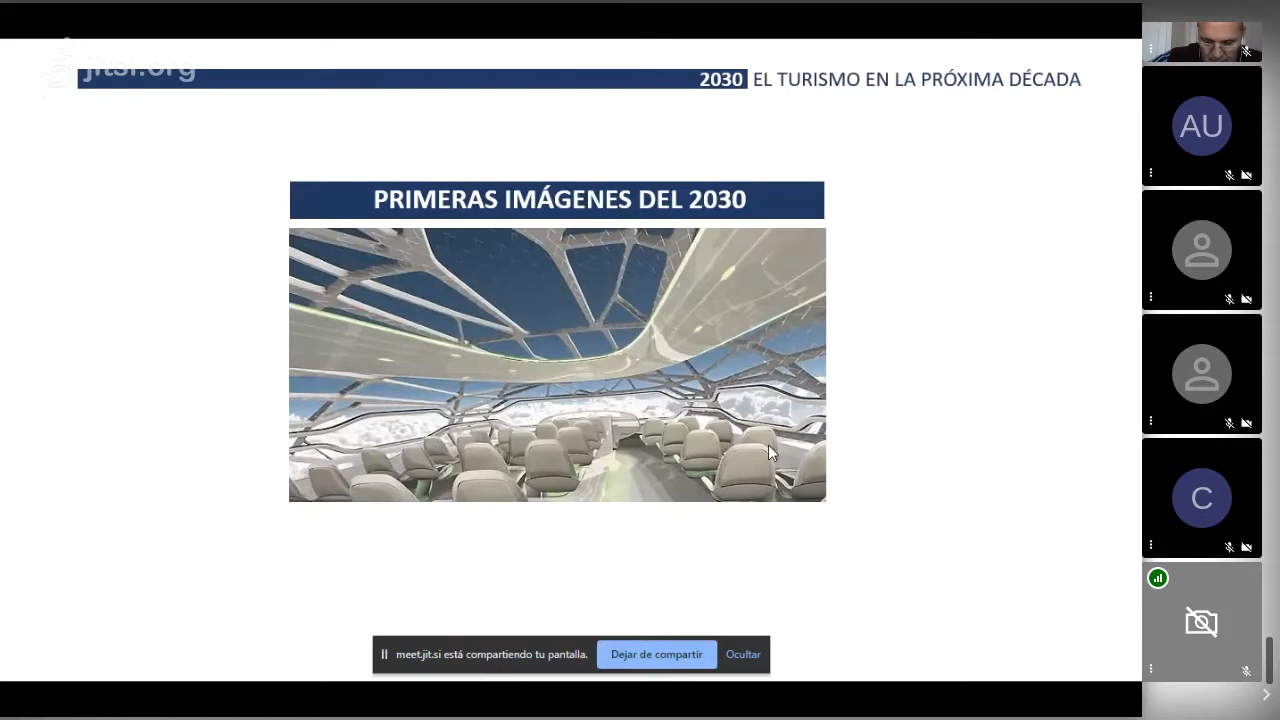 jitsi.org
2030 EL TURISMO EN LA PRÓXIMA DÉCADA
PRIMERAS IMÁGENES DEL 2030
meet.jit.si está compartiendo tu pantalla.
Dejar de compartir
Ocultar
AU
C